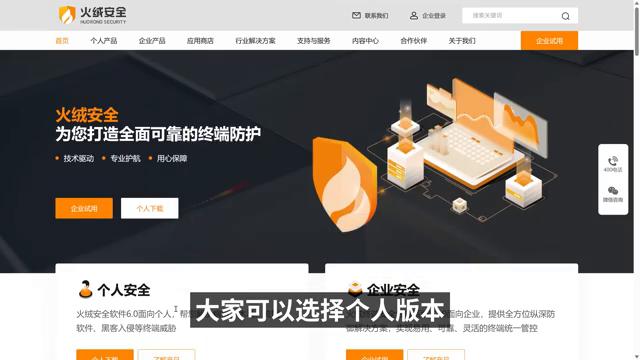 火绒安全
HUORONG SECURITY
联系我们
企业登录
搜索关键词
首页
个人产品
企业产品
应用商店
行业解决方案
支持与服务
内容中心
合作伙伴
关于我们
企业试用
火绒安全
为您打造全面可靠的终端防护
技术驱动
专业护航
用心保障
企业试用
个人下载
400电话
微信咨询
个人安全
企业安全
火绒安全软件6.0面向个人，帮
面向企业，提供全方位纵深防
大家可以选择个人版本
软件、黑客入侵等终端威胁
御解决方案，实现易用、可靠、灵活的终端统一管控
个人下载
了解产品
企业试用
了解产品